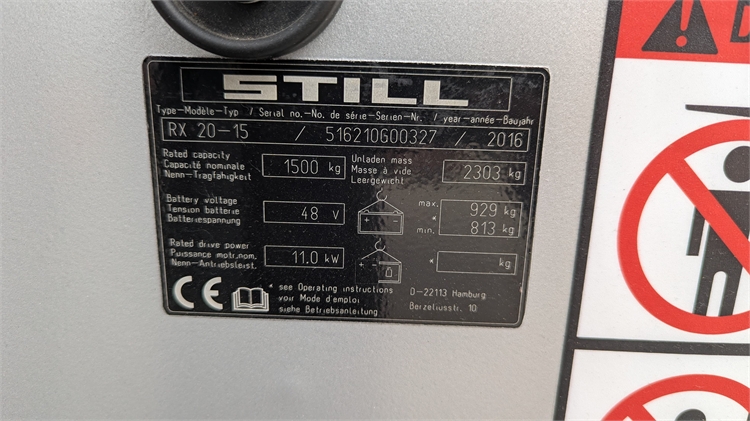 STILL
Type-Modèle-Typ / Serial no.-No. de série-Serien-Nr. / year-année-Baujahr
RX 20-15 / 516210G00327 / 2016
Rated capacity
Capacité nominale
Nenn-Tragfähigkeit
1500 kg
Unladen mass
Masse à vide
Leergewicht
2303 kg
Battery voltage
Tension batterie
Batteriespannung
48 V
max. 929 kg
*
min. 813 kg
Rated drive power
Puissance motr.nom.
Nenn-Antriebsleist.
11.0 kW
* kg
CE
* see Operating instructions
voir Mode d'emploi
siehe Betriebsanleitung
D-22113 Hamburg
Berzeliusstr. 10